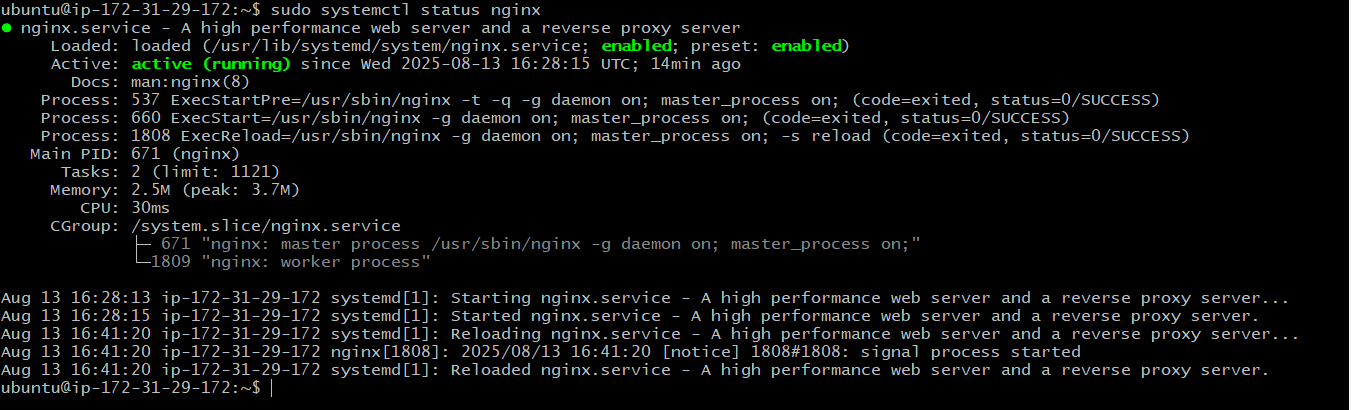 ubuntu@ip-172-31-29-172:~$ sudo systemctl status nginx
● nginx.service - A high performance web server and a reverse proxy server
     Loaded: loaded (/usr/lib/systemd/system/nginx.service; enabled; preset: enabled)
     Active: active (running) since Wed 2025-08-13 16:28:15 UTC; 14min ago
       Docs: man:nginx(8)
    Process: 537 ExecStartPre=/usr/sbin/nginx -t -q -g daemon on; master_process on; (code=exited, status=0/SUCCESS)
    Process: 660 ExecStart=/usr/sbin/nginx -g daemon on; master_process on; (code=exited, status=0/SUCCESS)
    Process: 1808 ExecReload=/usr/sbin/nginx -g daemon on; master_process on; -s reload (code=exited, status=0/SUCCESS)
   Main PID: 671 (nginx)
      Tasks: 2 (limit: 1121)
     Memory: 2.5M (peak: 3.7M)
        CPU: 30ms
     CGroup: /system.slice/nginx.service
             ├─ 671 "nginx: master process /usr/sbin/nginx -g daemon on; master_process on;"
             └─1809 "nginx: worker process"

Aug 13 16:28:13 ip-172-31-29-172 systemd[1]: Starting nginx.service - A high performance web server and a reverse proxy server...
Aug 13 16:28:15 ip-172-31-29-172 systemd[1]: Started nginx.service - A high performance web server and a reverse proxy server.
Aug 13 16:41:20 ip-172-31-29-172 systemd[1]: Reloading nginx.service - A high performance web server and a reverse proxy server...
Aug 13 16:41:20 ip-172-31-29-172 nginx[1808]: 2025/08/13 16:41:20 [notice] 1808#1808: signal process started
Aug 13 16:41:20 ip-172-31-29-172 systemd[1]: Reloaded nginx.service - A high performance web server and a reverse proxy server.
ubuntu@ip-172-31-29-172:~$